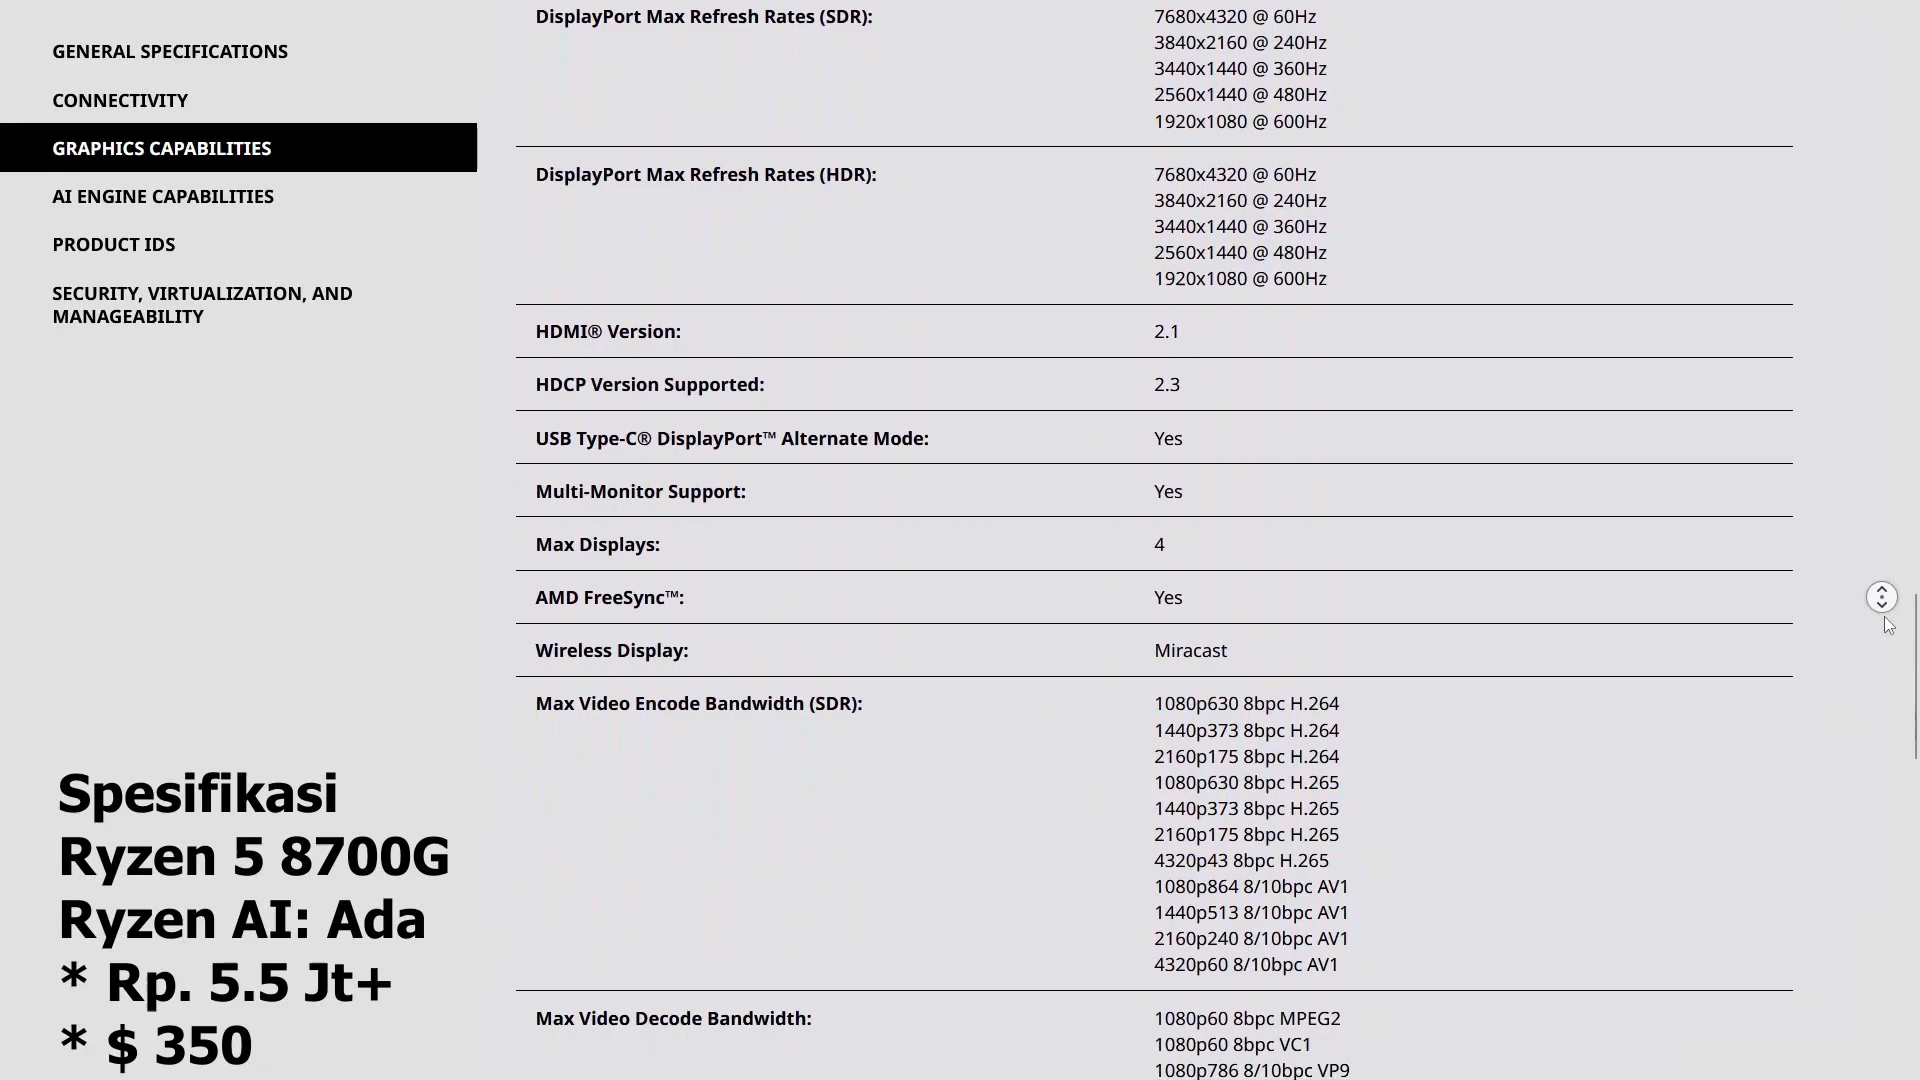 GENERAL SPECIFICATIONS
CONNECTIVITY
GRAPHICS CAPABILITIES
AI ENGINE CAPABILITIES
PRODUCT IDS
SECURITY, VIRTUALIZATION, AND
MANAGEABILITY
DisplayPort Max Refresh Rates (SDR): 7680x4320 @ 60Hz
3840x2160 @ 240Hz
3440x1440 @ 360Hz
2560x1440 @ 480Hz
1920x1080 @ 600Hz
DisplayPort Max Refresh Rates (HDR): 7680x4320 @ 60Hz
3840x2160 @ 240Hz
3440x1440 @ 360Hz
2560x1440 @ 480Hz
1920x1080 @ 600Hz
HDMI® Version: 2.1
HDCP Version Supported: 2.3
USB Type-C® DisplayPort™ Alternate Mode: Yes
Multi-Monitor Support: Yes
Max Displays: 4
AMD FreeSync™: Yes
Wireless Display: Miracast
Max Video Encode Bandwidth (SDR): 1080p630 8bpc H.264
1440p373 8bpc H.264
2160p175 8bpc H.264
1080p630 8bpc H.265
1440p373 8bpc H.265
2160p175 8bpc H.265
4320p43 8bpc H.265
1080p864 8/10bpc AV1
1440p513 8/10bpc AV1
2160p240 8/10bpc AV1
4320p60 8/10bpc AV1
Max Video Decode Bandwidth: 1080p60 8bpc MPEG2
1080p60 8bpc VC1
1080p786 8/10bpc VP9
Spesifikasi
Ryzen 5 8700G
Ryzen AI: Ada
* Rp. 5.5 Jt+
* $ 350